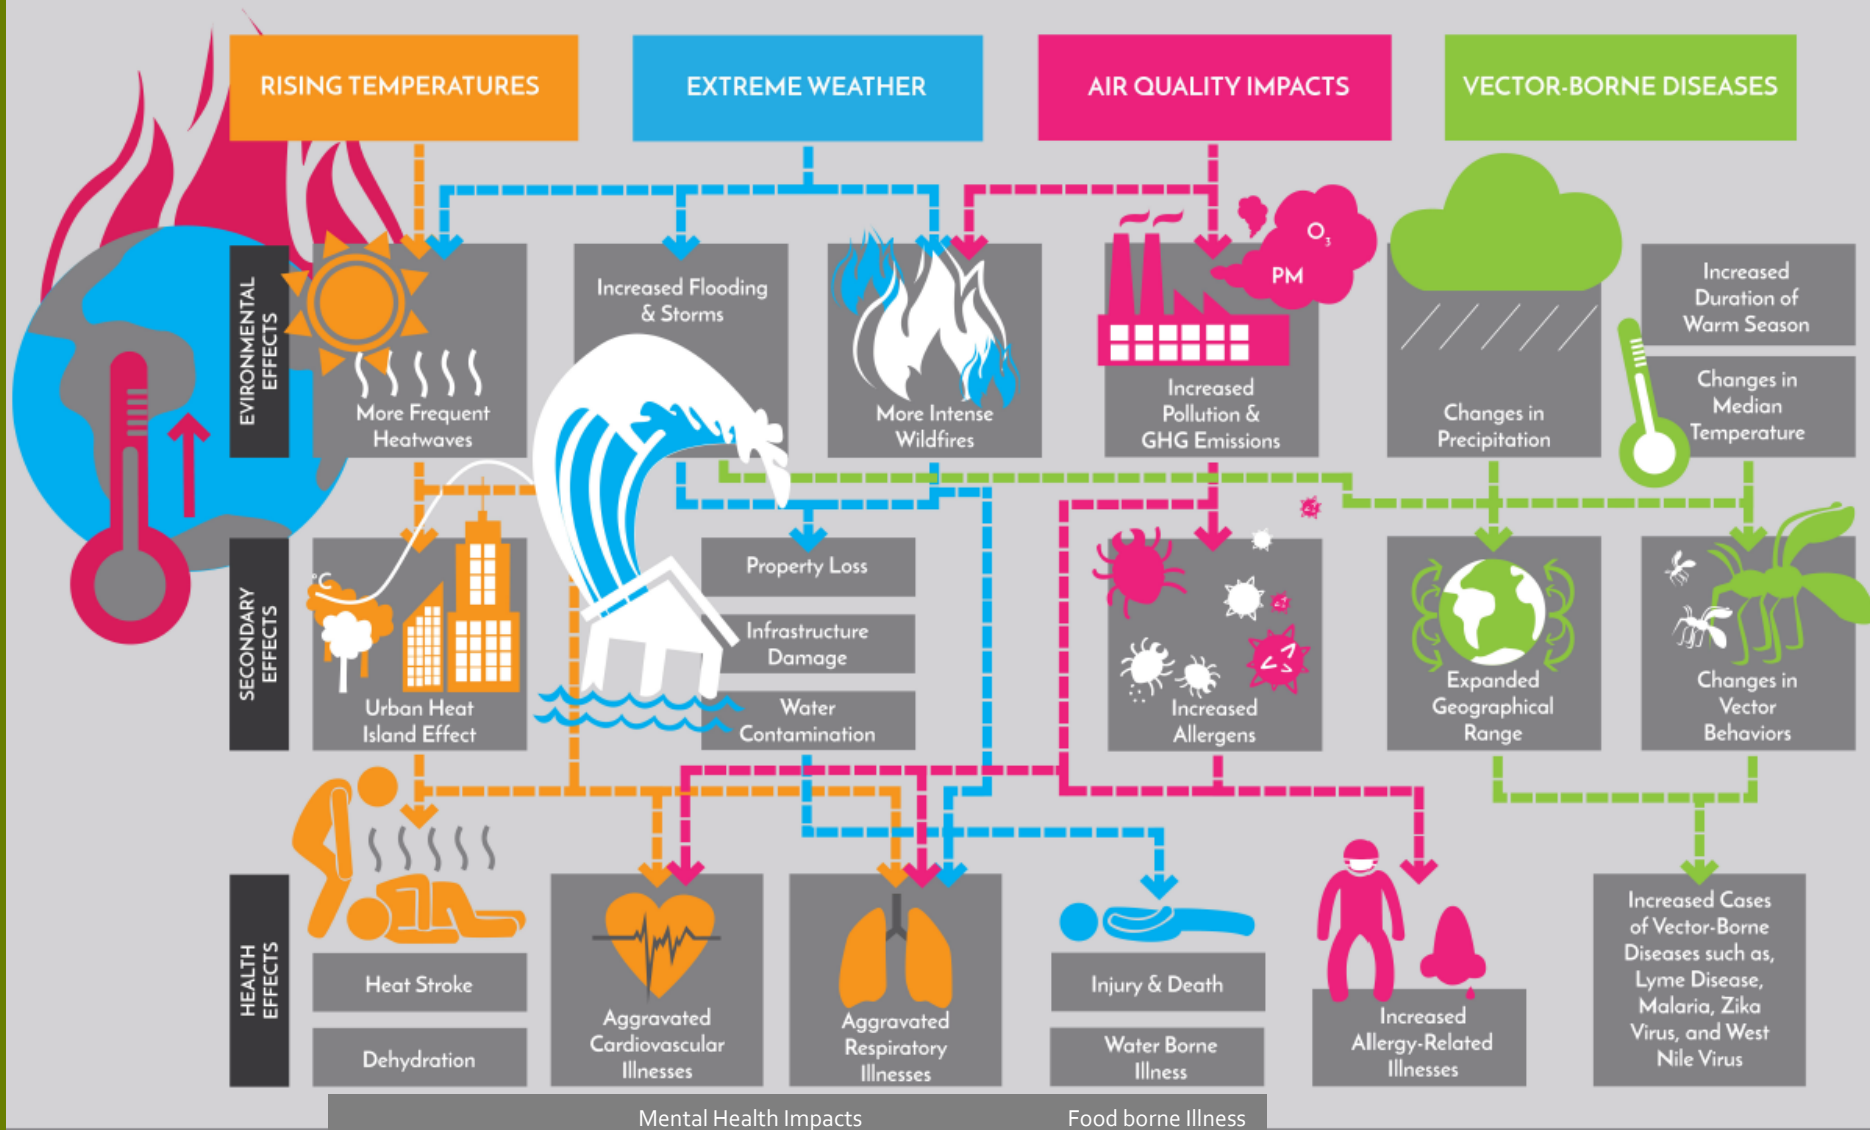 RISING TEMPERATURES
EXTREME WEATHER
AIR QUALITY IMPACTS
VECTOR-BORNE DISEASES
EVIRONMENTAL
EFFECTS
More Frequent
Heatwaves
Increased Flooding
& Storms
More Intense
Wildfires
O3
PM
Increased
Pollution &
GHG Emissions
Changes in
Precipitation
Increased
Duration of
Warm Season
Changes in
Median
Temperature
SECONDARY
EFFECTS
°C
Urban Heat
Island Effect
Property Loss
Infrastructure
Damage
Water
Contamination
Increased
Allergens
Expanded
Geographical
Range
Changes in
Vector
Behaviors
HEALTH
EFFECTS
Heat Stroke
Dehydration
Aggravated
Cardiovascular
Illnesses
Aggravated
Respiratory
Illnesses
Injury & Death
Water Borne
Illness
Increased
Allergy-Related
Illnesses
Increased Cases
of Vector-Borne
Diseases such as,
Lyme Disease,
Malaria, Zika
Virus, and West
Nile Virus
Mental Health Impacts
Food borne Illness